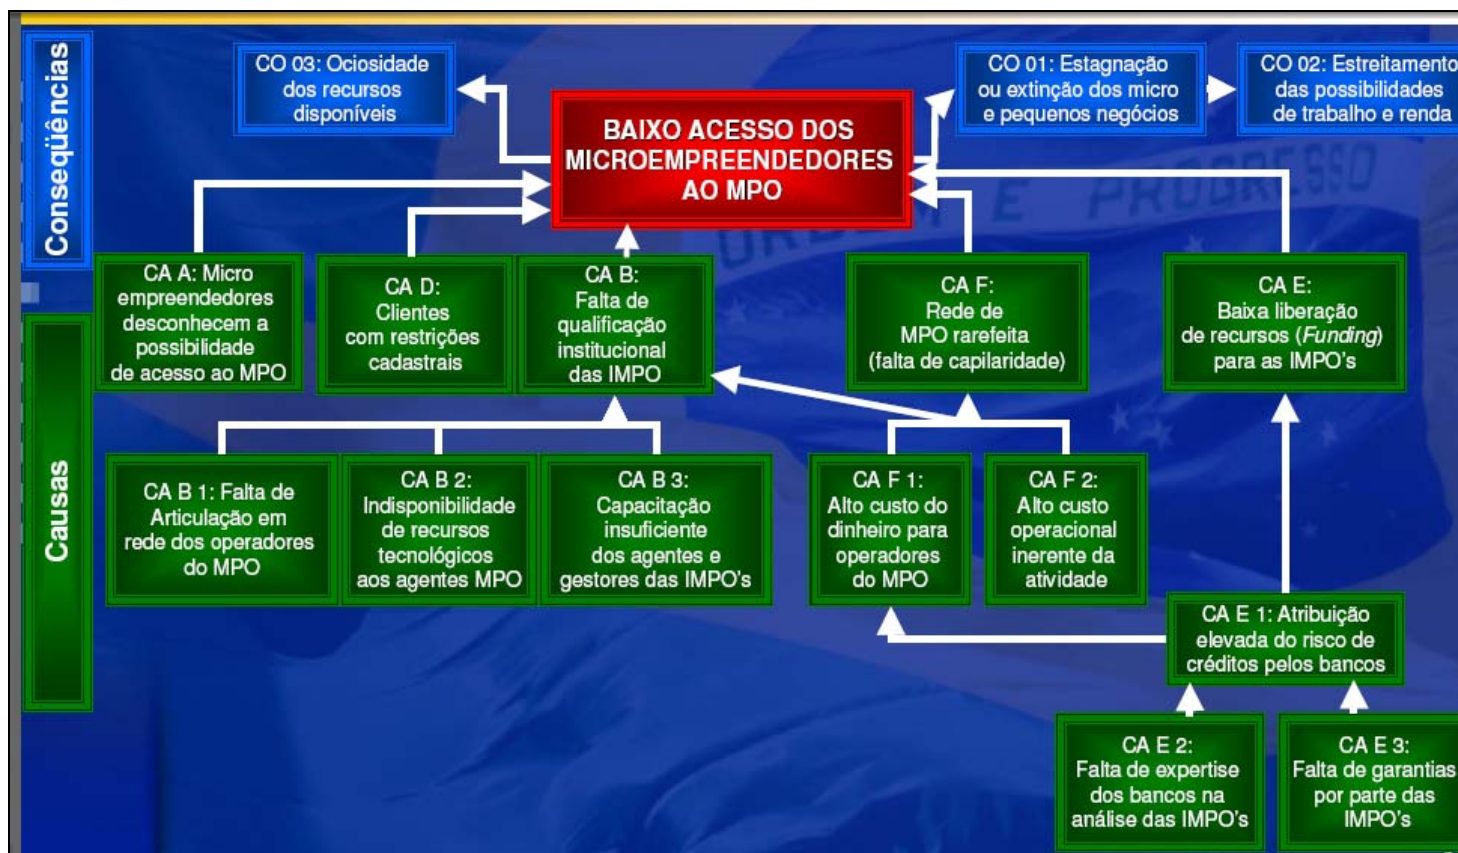 Conseqüências
CO 03: Ociosidade
dos recursos
disponíveis
BAIXO ACESSO DOS
MICROEMPREENDEDORES
AO MPO
CO 01: Estagnação
ou extinção dos micro
e pequenos negócios
CO 02: Estreitamento
das possibilidades
de trabalho e renda
ORDEM E PROGRESSO
Causas
CA A: Micro
empreendedores
desconhecem a
possibilidade
de acesso ao MPO
CA D:
Clientes
com restrições
cadastrais
CA B:
Falta de
qualificação
institucional
das IMPO
CA F:
Rede de
MPO rarefeita
(falta de capilaridade)
CA E:
Baixa liberação
de recursos (Funding)
para as IMPO's
CA B 1: Falta de
Articulação em
rede dos operadores
do MPO
CA B 2:
Indisponibilidade
de recursos
tecnológicos
aos agentes MPO
CA B 3:
Capacitação
insuficiente
dos agentes e
gestores das IMPO's
CA F 1:
Alto custo do
dinheiro para
operadores
do MPO
CA F 2:
Alto custo
operacional
inerente da
atividade
CA E 1: Atribuição
elevada do risco de
créditos pelos bancos
CA E 2:
Falta de expertise
dos bancos na
análise das IMPO's
CA E 3:
Falta de garantias
por parte das
IMPO's